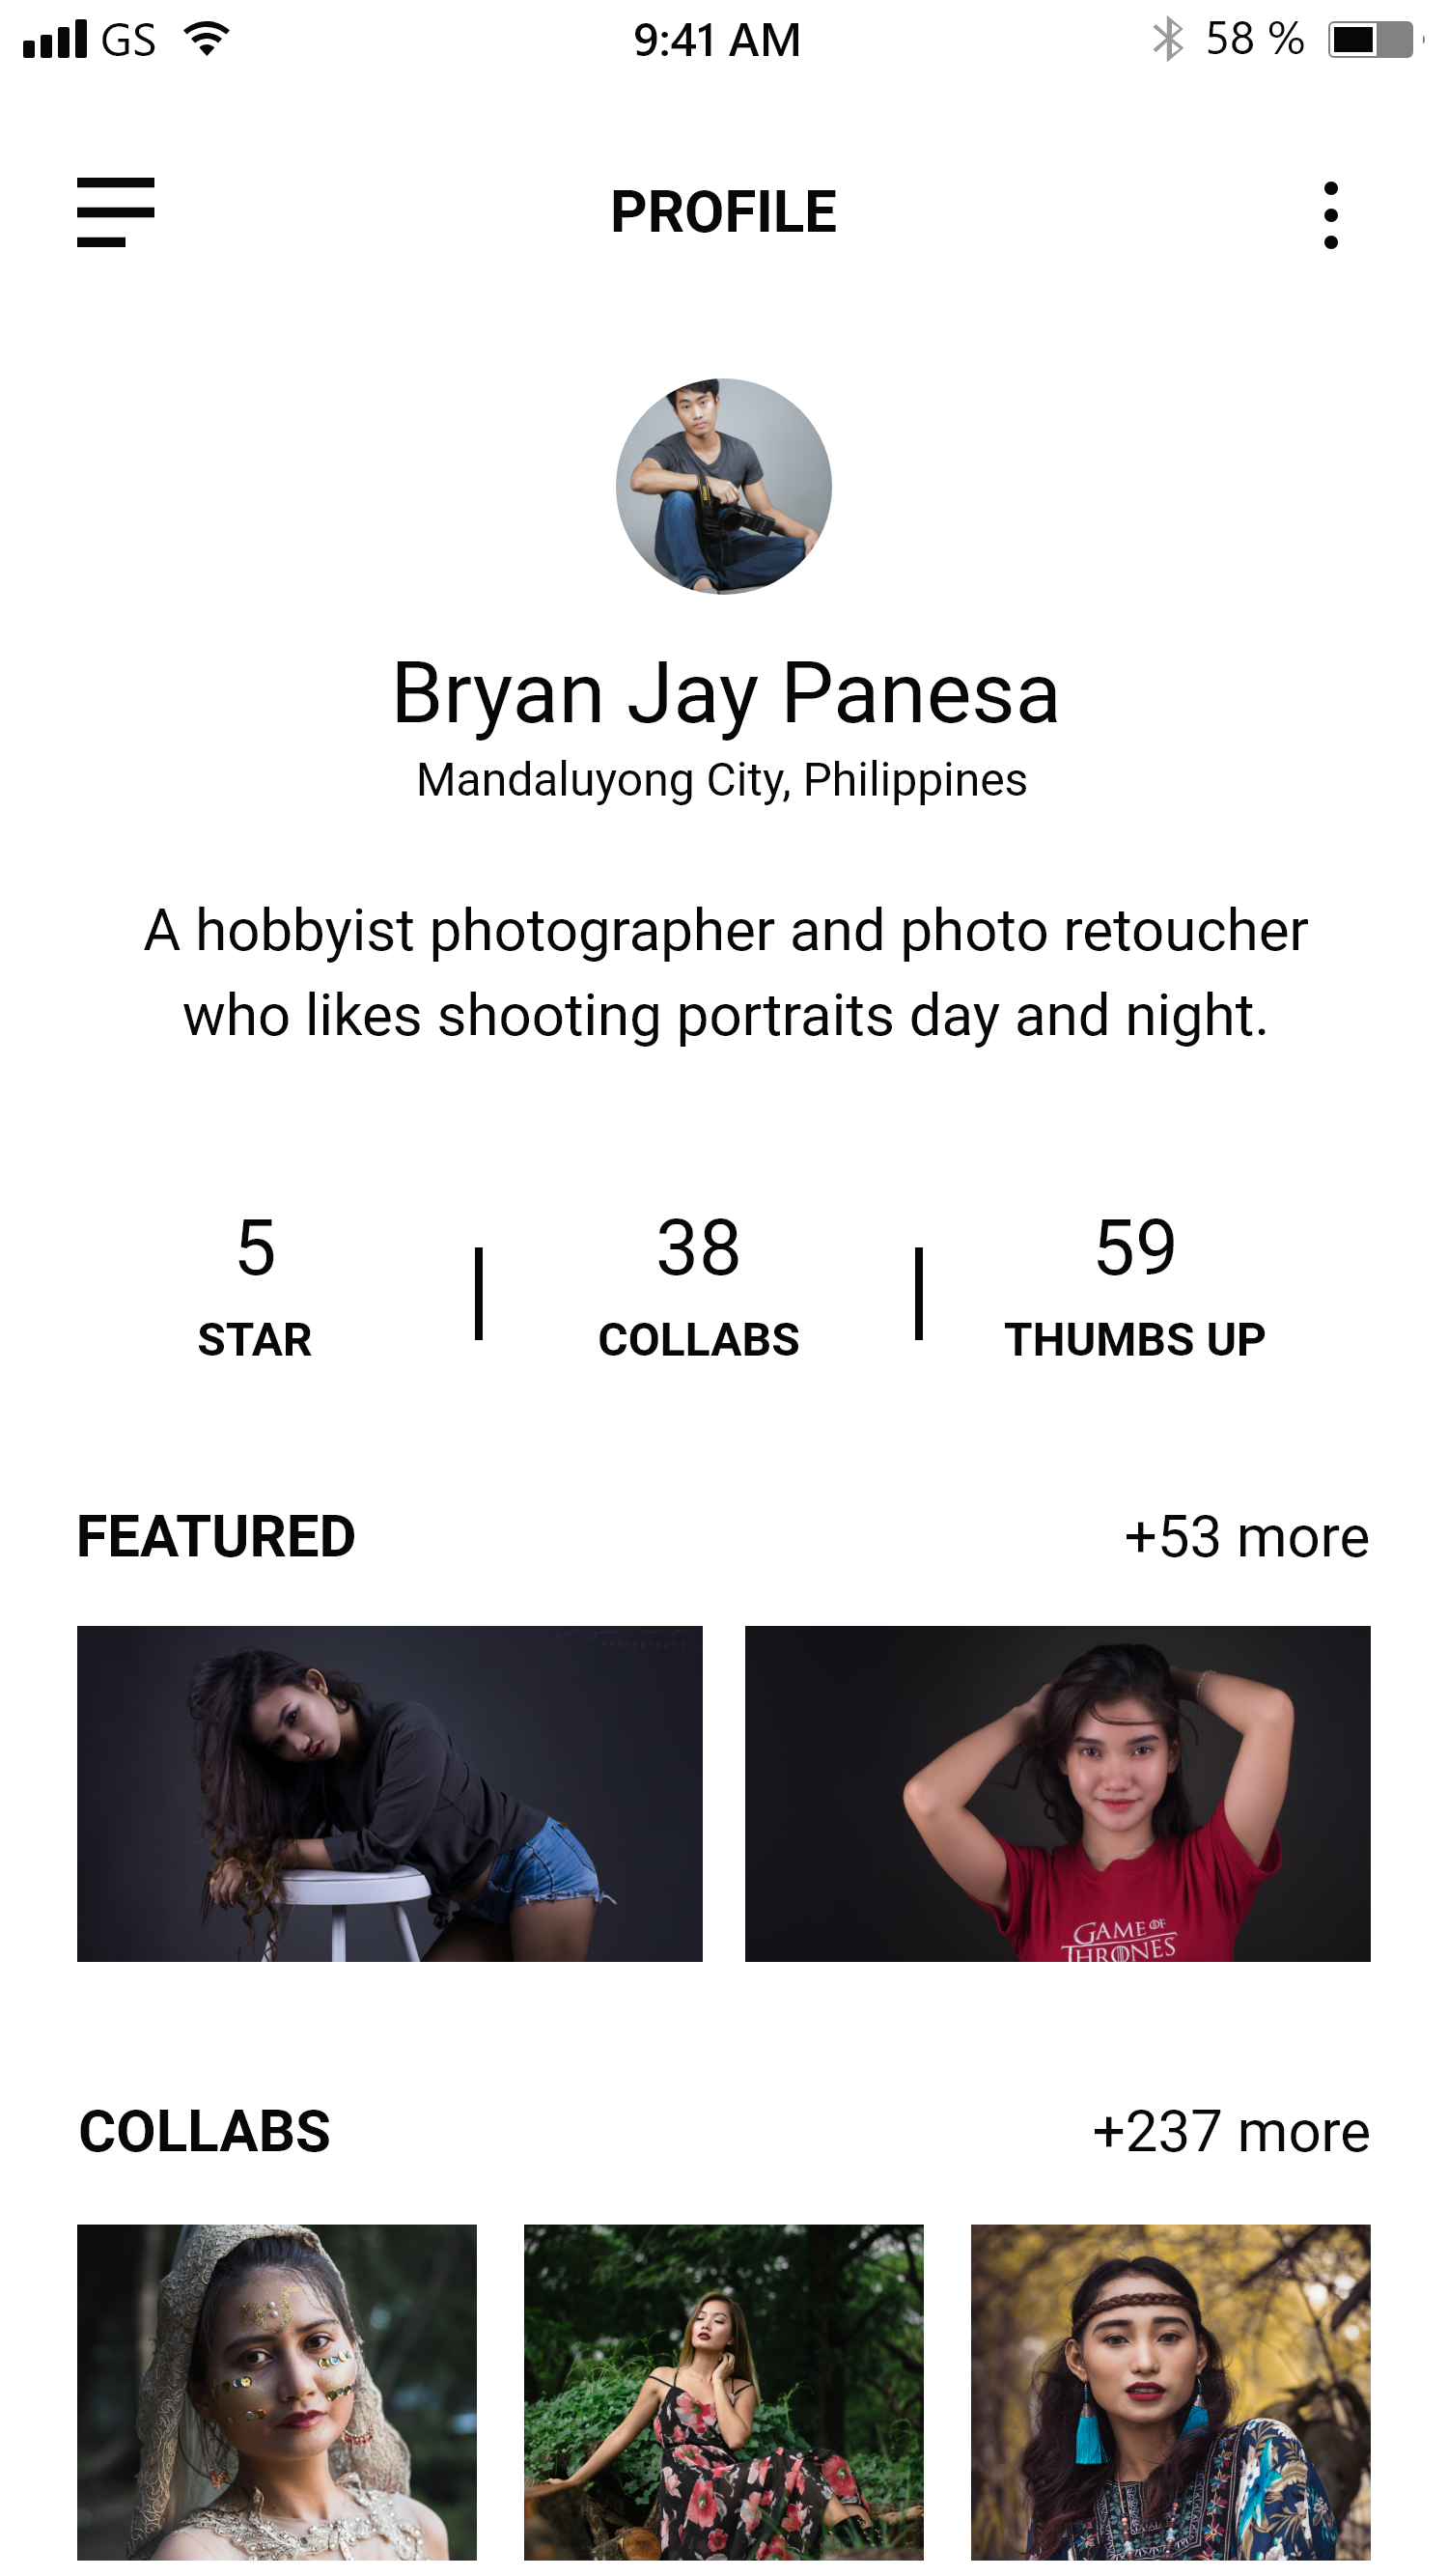 GS
9:41 AM
58 %
PROFILE
Bryan Jay Panesa
Mandaluyong City, Philippines
A hobbyist photographer and photo retoucher
who likes shooting portraits day and night.
5
STAR
38
COLLABS
59
THUMBS UP
FEATURED
+53 more
Photography
GAME OF
THRONES
COLLABS
+237 more